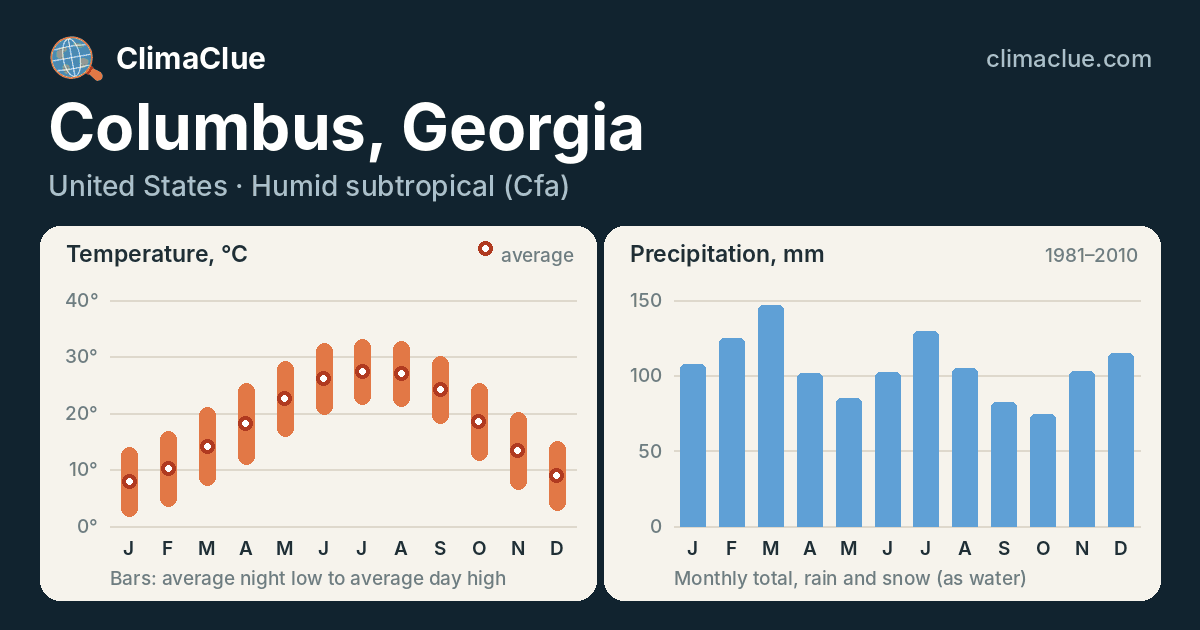 ClimaClue
climaclue.com
Columbus, Georgia
United States · Humid subtropical (Cfa)
Temperature, °C
average
40°
30°
20°
10°
0°
J F M A M J J A S O N D
Bars: average night low to average day high
Precipitation, mm
1981–2010
150
100
50
0
J F M A M J J A S O N D
Monthly total, rain and snow (as water)